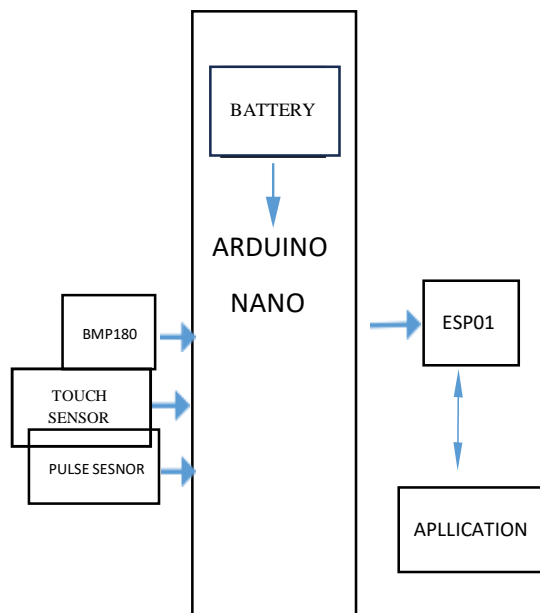 BATTERY
ARDUINO
NANO
BMP180
ESP01
TOUCH
SENSOR
PULSE SESNOR
APLLICATION